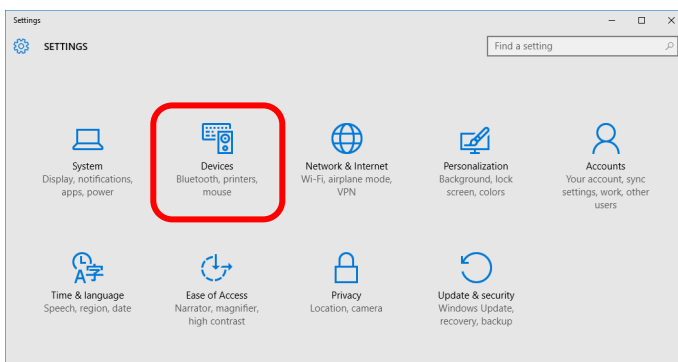 Settings
SETTINGS
Find a setting
System
Display, notifications,
apps, power
Devices
Bluetooth, printers,
mouse
Network & Internet
Wi-Fi, airplane mode,
VPN
Personalization
Background, lock
screen, colors
Accounts
Your account, sync
settings, work, other
users
A字
Time & language
Speech, region, date
Ease of Access
Narrator, magnifier,
high contrast
Privacy
Location, camera
Update & security
Windows Update,
recovery, backup